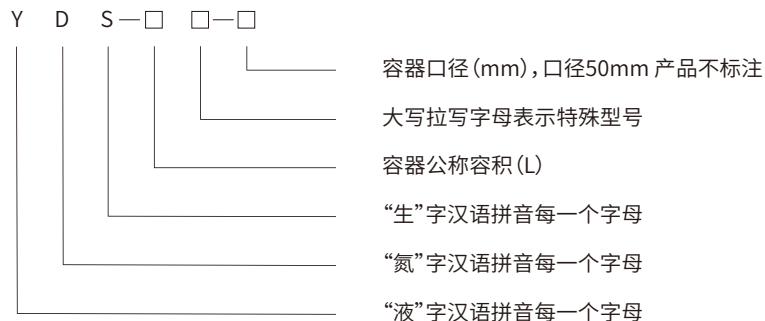 Y D S—□ □—□
容器口径(mm),口径50mm 产品不标注
大写拉写字母表示特殊型号
容器公称容积(L)
“生”字汉语拼音每一个字母
“氮”字汉语拼音每一个字母
“液”字汉语拼音每一个字母